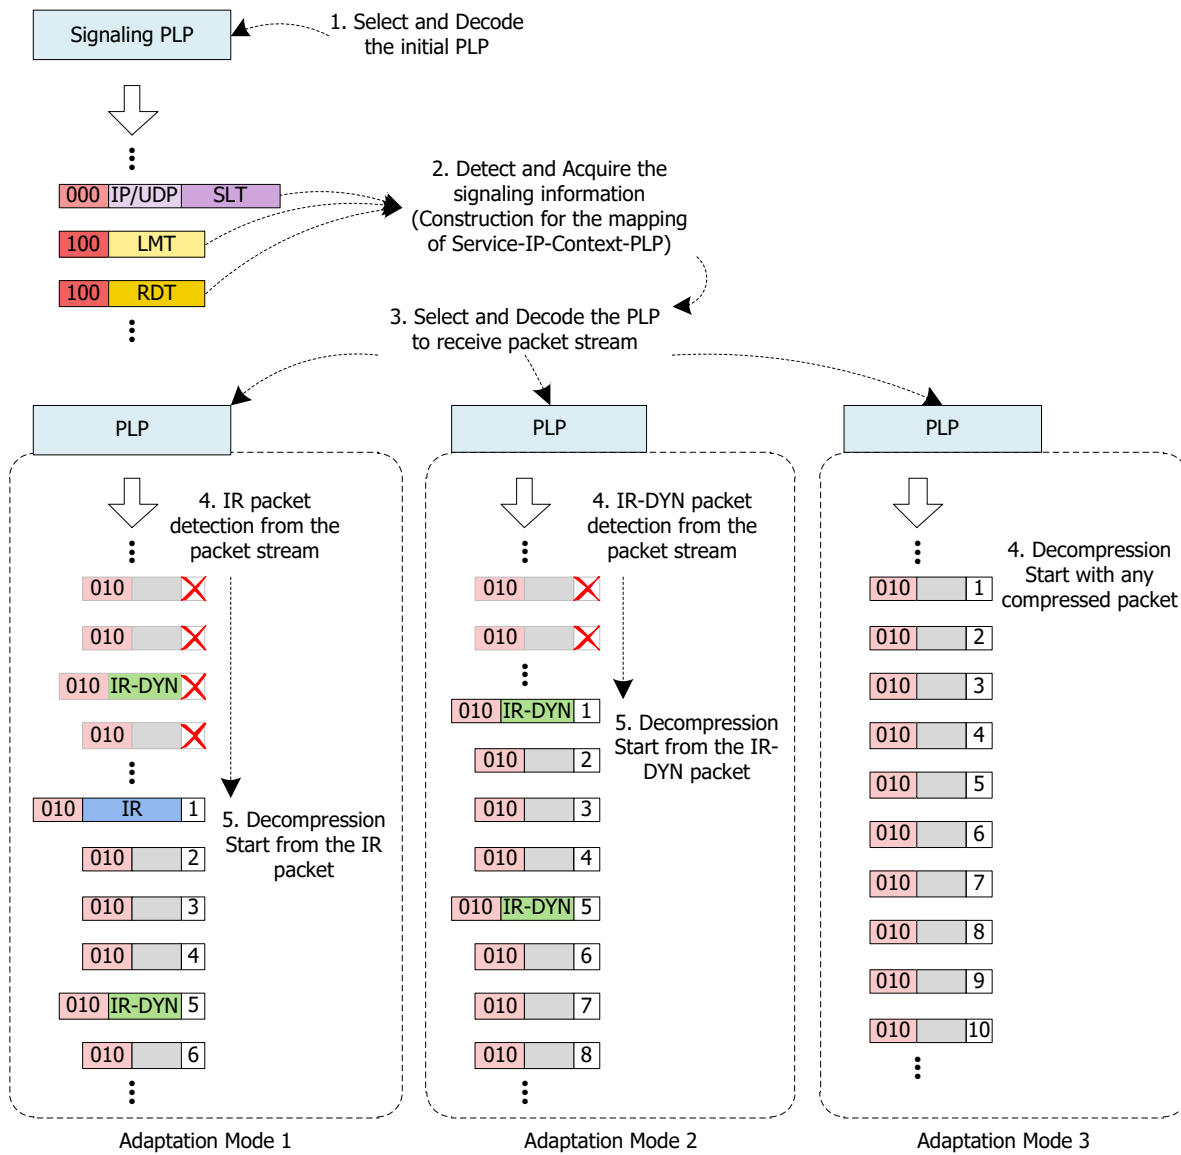 Signaling PLP
1. Select and Decode
the initial PLP
000 IP/UDP SLT
100 LMT
100 RDT
2. Detect and Acquire the
signaling information
(Construction for the mapping
of Service-IP-Context-PLP)
3. Select and Decode the PLP
to receive packet stream
PLP
4. IR packet
detection from the
packet stream
010
010
010 IR-DYN
010
010 IR 1
5. Decompression
Start from the IR
packet
010 2
010 3
010 4
010 IR-DYN 5
010 6
Adaptation Mode 1
PLP
4. IR-DYN packet
detection from the
packet stream
010
010
010 IR-DYN 1
5. Decompression
Start from the IR-
DYN packet
010 2
010 3
010 4
010 IR-DYN 5
010 6
010 7
010 8
Adaptation Mode 2
PLP
4. Decompression
Start with any
compressed packet
010 1
010 2
010 3
010 4
010 5
010 6
010 7
010 8
010 9
010 10
Adaptation Mode 3